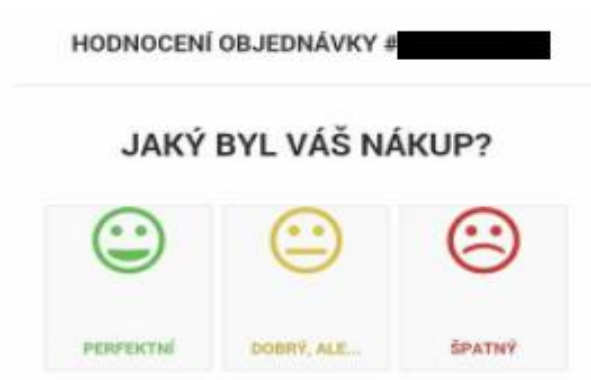 HODNOCENÍ OBJEDNÁVKY #
JAKÝ BYL VÁŠ NÁKUP?
PERFEKTNÍ DOBRÝ, ALE... ŠPATNÝ